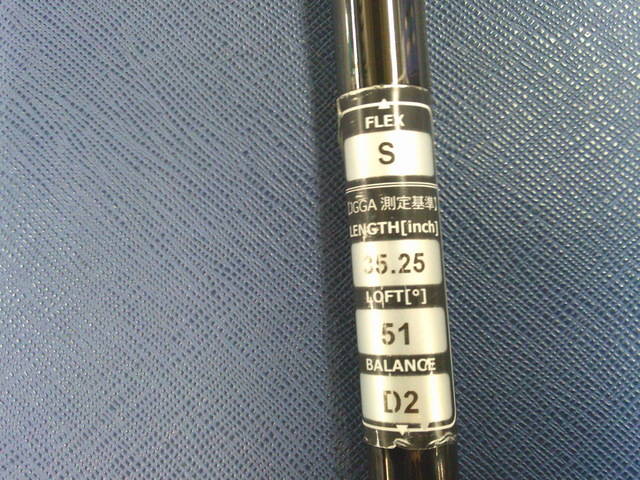 FLEX
S
【JGGA 測定基準】
LENGTH[inch]
35.25
LOFT[°]
51
BALANCE
D2